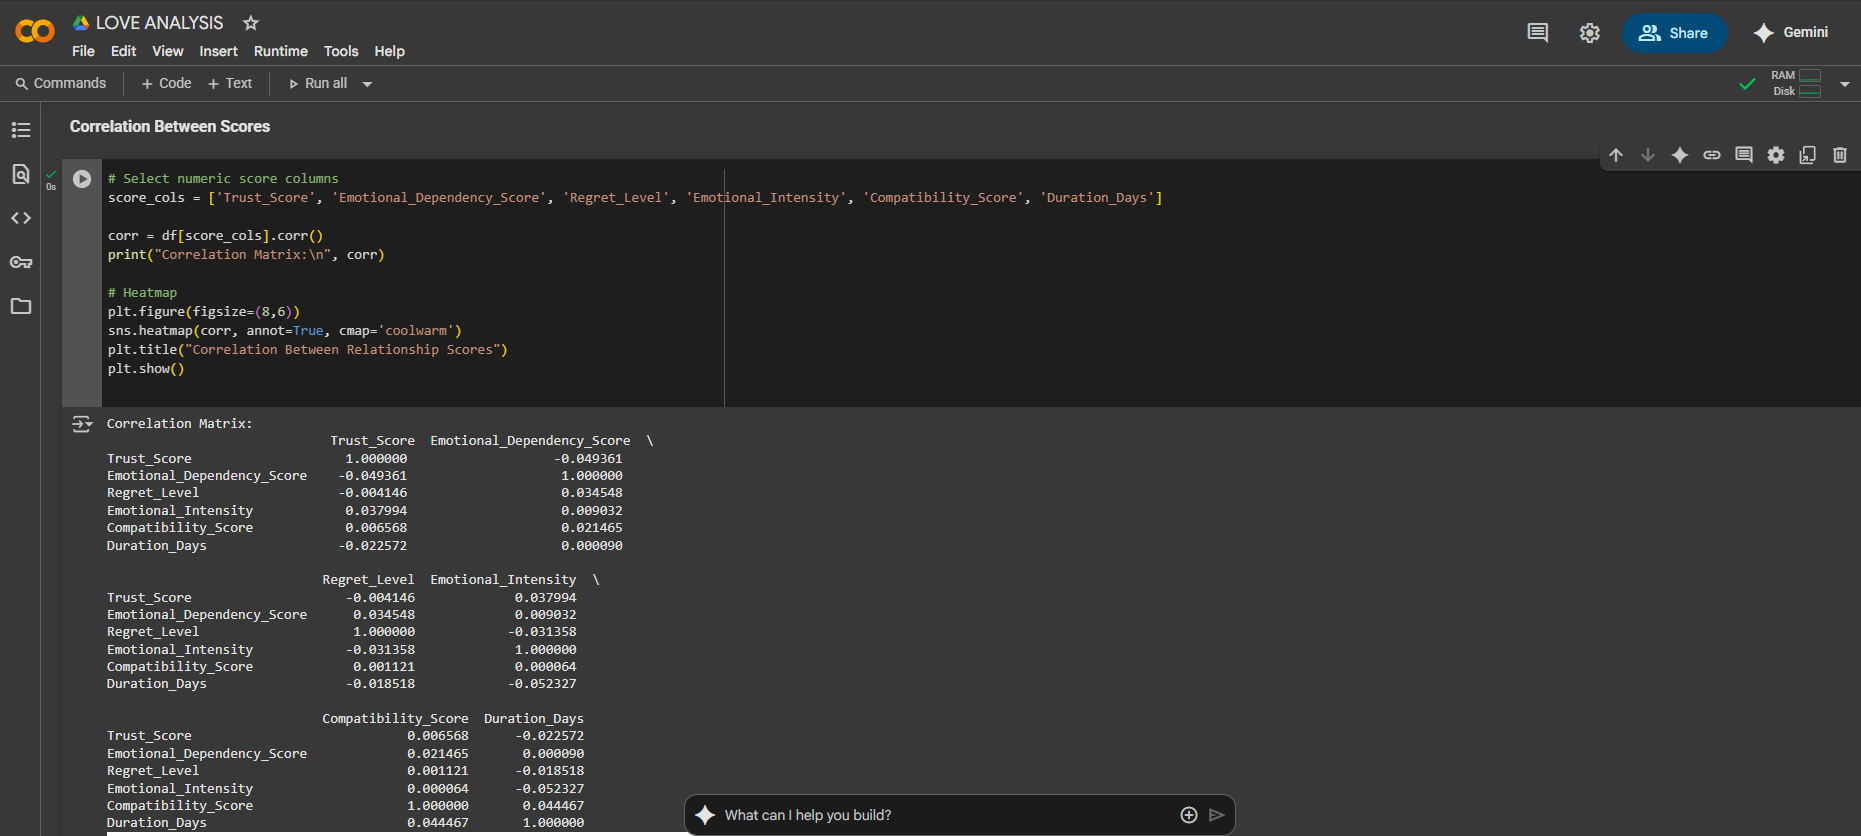 LOVE ANALYSIS
File Edit View Insert Runtime Tools Help
Share
Gemini
Commands + Code + Text Run all
RAM
Disk
Correlation Between Scores
0s
# Select numeric score columns
score_cols = ['Trust_Score', 'Emotional_Dependency_Score', 'Regret_Level', 'Emotional_Intensity', 'Compatibility_Score', 'Duration_Days']
corr = df[score_cols].corr()
print("Correlation Matrix:\n", corr)
# Heatmap
plt.figure(figsize=(8,6))
sns.heatmap(corr, annot=True, cmap='coolwarm')
plt.title("Correlation Between Relationship Scores")
plt.show()
Correlation Matrix:
Trust_Score Emotional_Dependency_Score \
Trust_Score 1.000000 -0.049361
Emotional_Dependency_Score -0.049361 1.000000
Regret_Level -0.004146 0.034548
Emotional_Intensity 0.037994 0.009032
Compatibility_Score 0.006568 0.021465
Duration_Days -0.022572 0.000090
Regret_Level Emotional_Intensity \
Trust_Score -0.004146 0.037994
Emotional_Dependency_Score 0.034548 0.009032
Regret_Level 1.000000 -0.031358
Emotional_Intensity -0.031358 1.000000
Compatibility_Score 0.001121 0.000064
Duration_Days -0.018518 -0.052327
Compatibility_Score Duration_Days
Trust_Score 0.006568 -0.022572
Emotional_Dependency_Score 0.021465 0.000090
Regret_Level 0.001121 -0.018518
Emotional_Intensity 0.000064 -0.052327
Compatibility_Score 1.000000 0.044467
Duration_Days 0.044467 1.000000
What can I help you build?